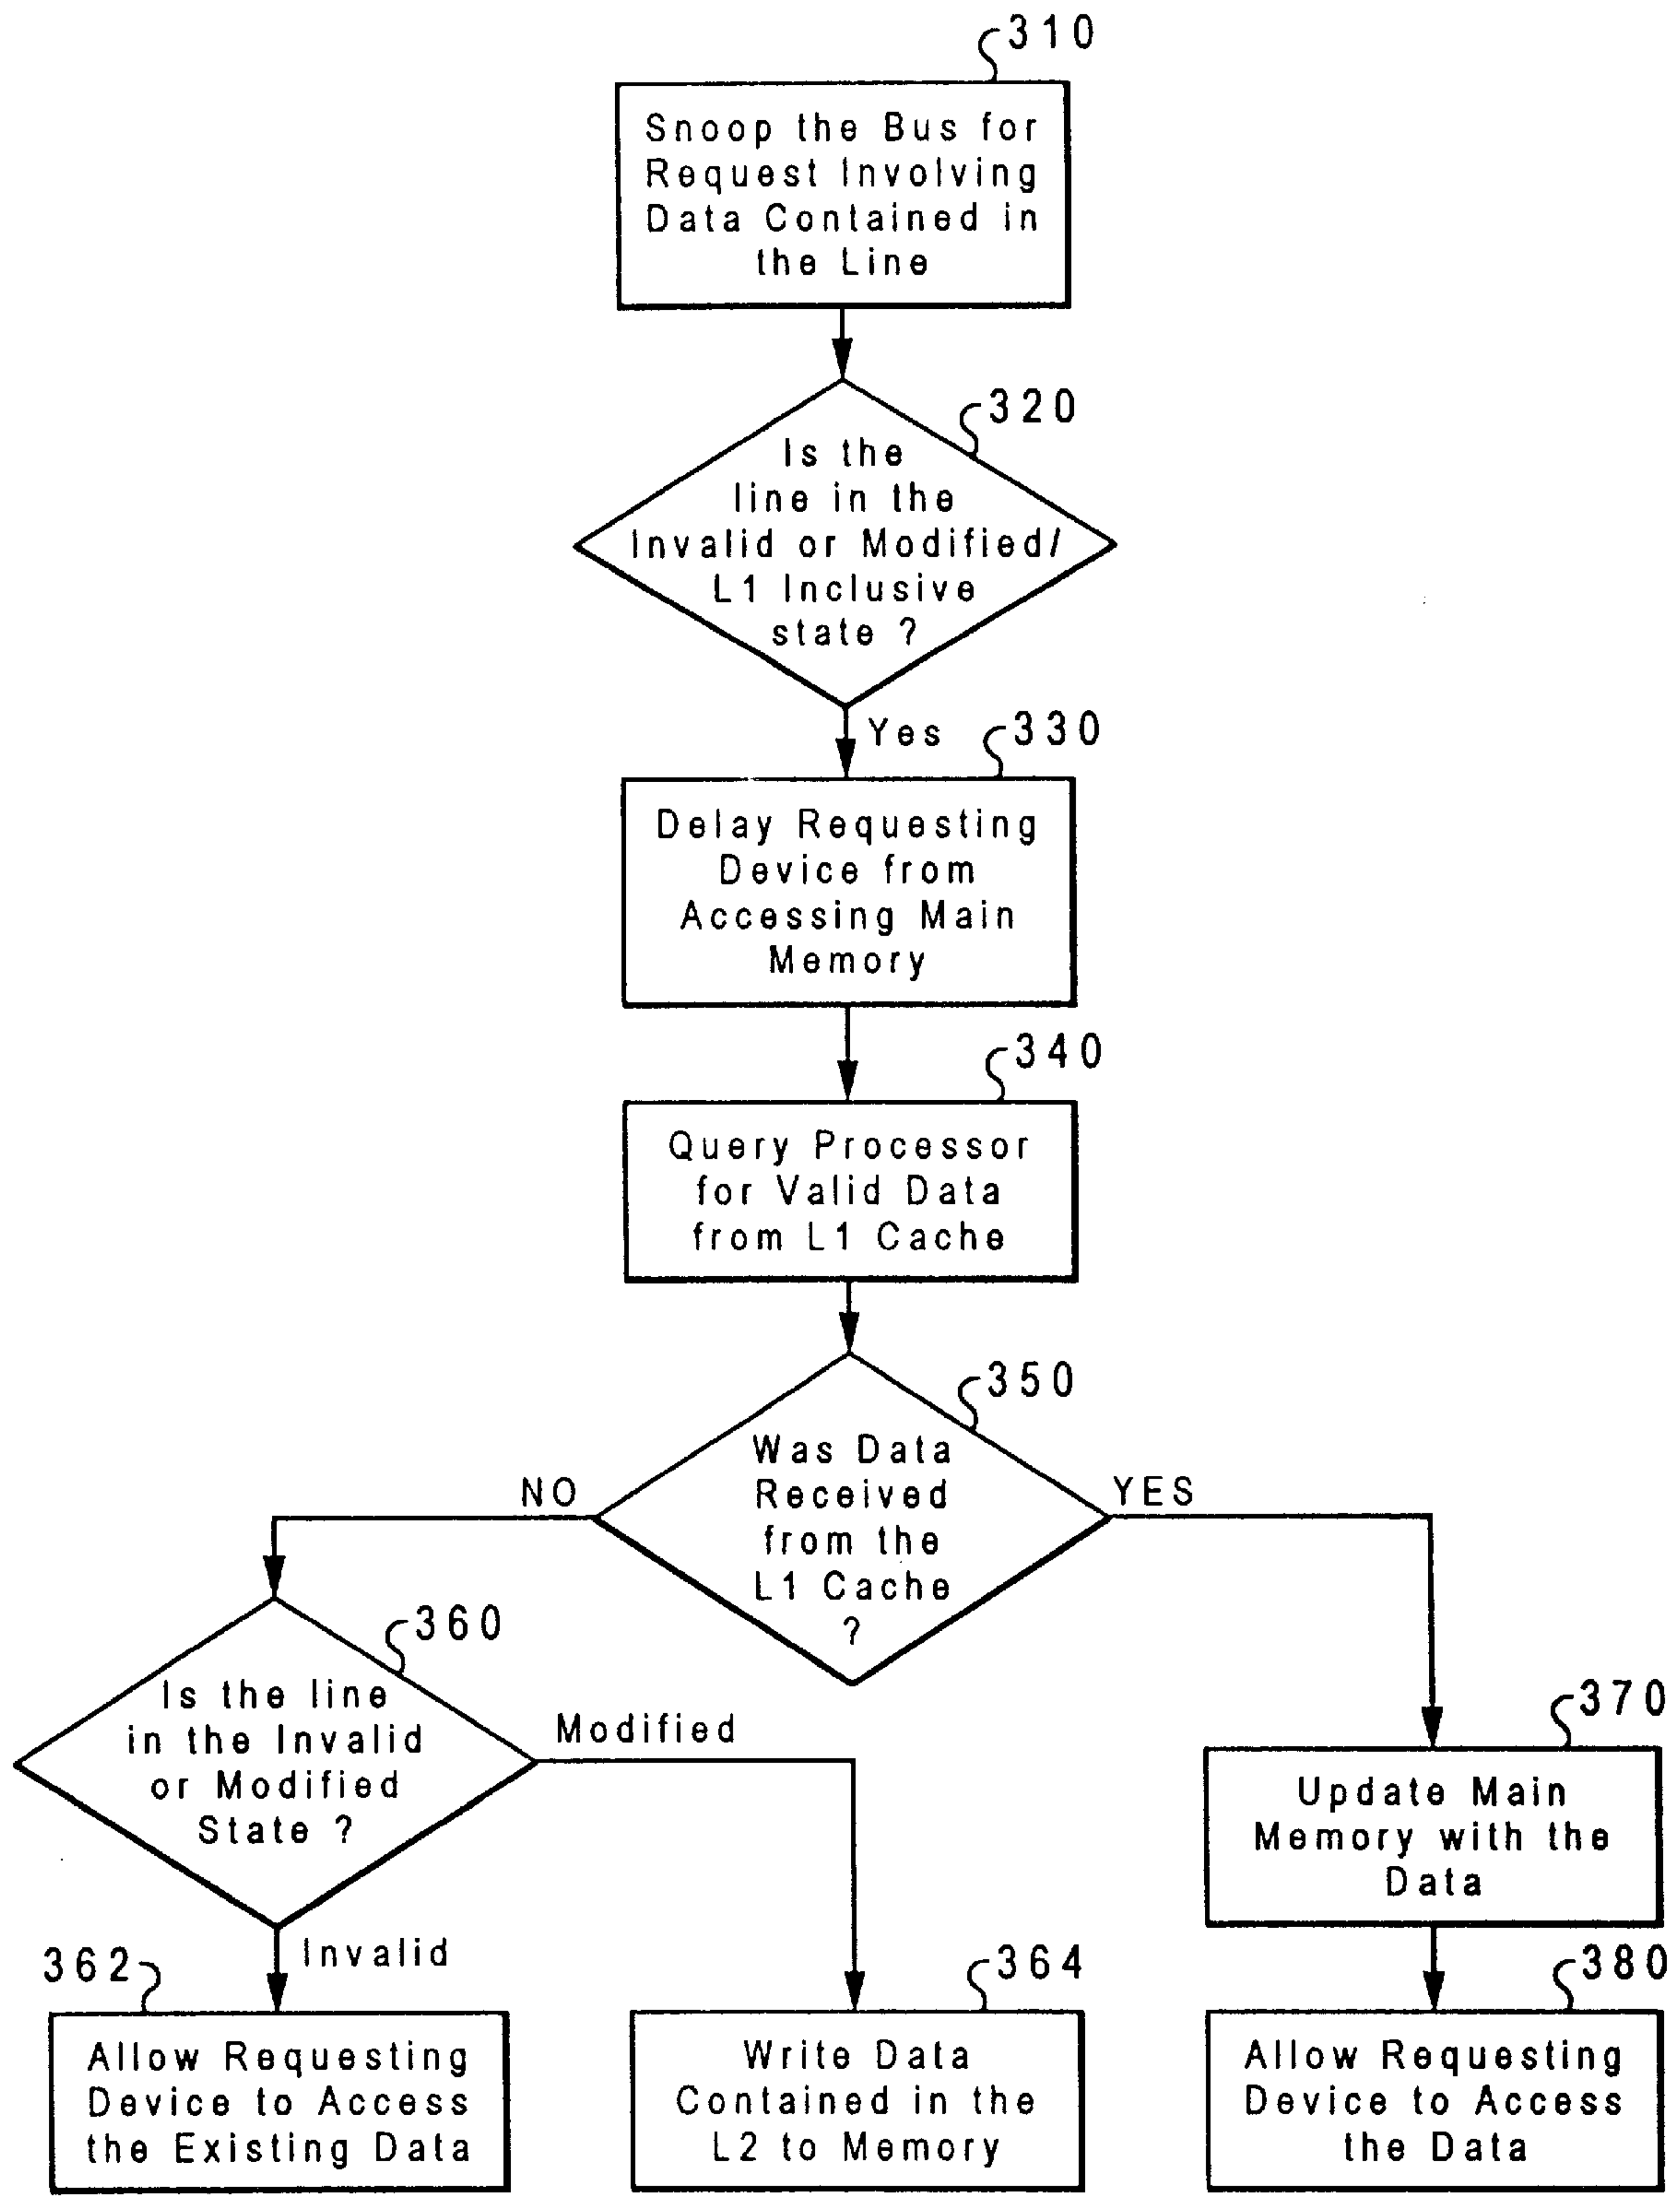 310
Snoop the Bus for
Request Involving
Data Contained in
the Line
320
Is the
line in the
Invalid or Modified/
L1 Inclusive
state ?
Yes
330
Delay Requesting
Device from
Accessing Main
Memory
340
Query Processor
for Valid Data
from L1 Cache
350
Was Data
Received
from the
L1 Cache
?
NO
YES
360
Is the line
in the Invalid
or Modified
State ?
Modified
Invalid
370
Update Main
Memory with the
Data
362
Allow Requesting
Device to Access
the Existing Data
364
Write Data
Contained in the
L2 to Memory
380
Allow Requesting
Device to Access
the Data